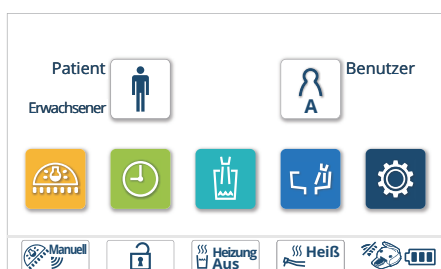 Patient
Benutzer
Erwachsener
A
Manuell
Heizung
Aus
Heiß